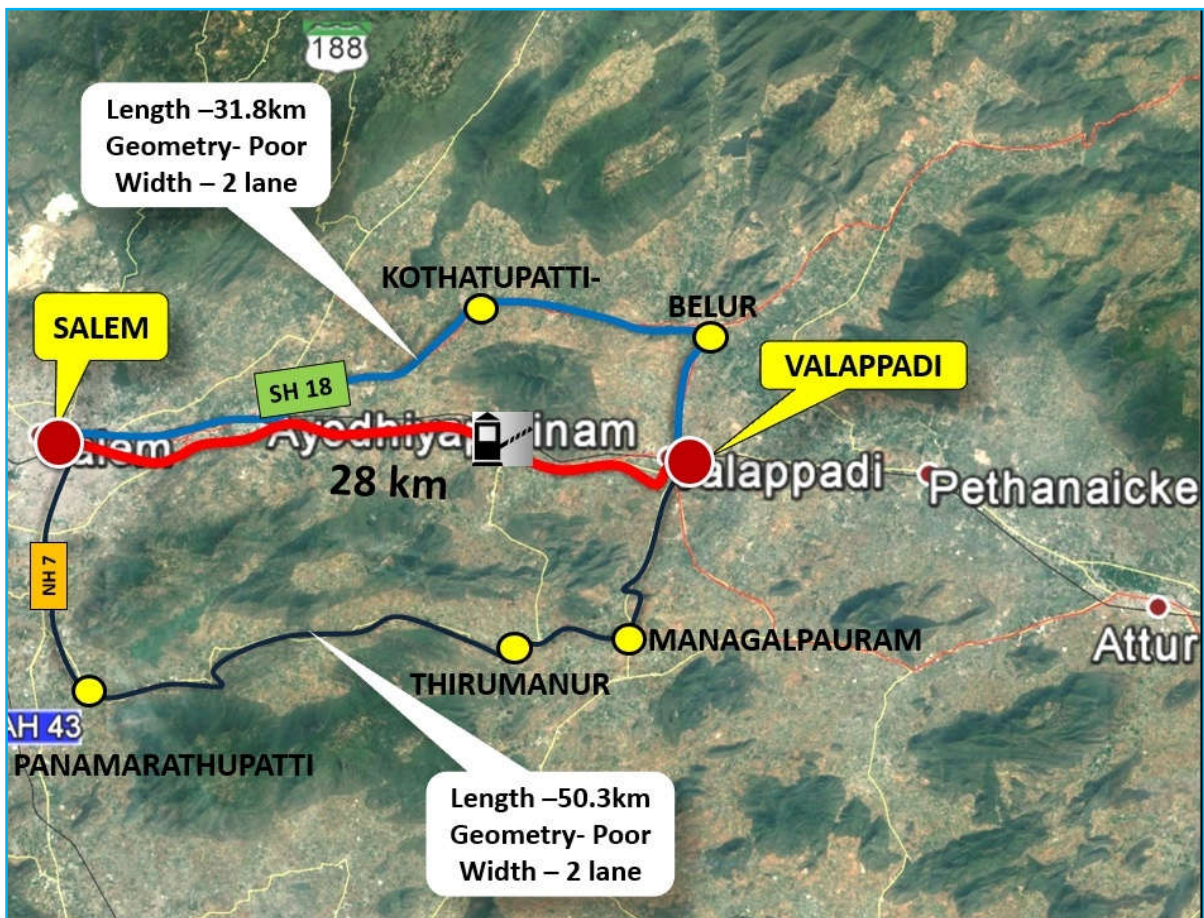 188
Length –31.8km
Geometry- Poor
Width – 2 lane
KOTHATUPATTI-
BELUR
SALEM
VALAPPADI
SH 18
28 km
NH 7
MANAGALPAURAM
Pethanaicke
Attur
THIRUMANUR
AH 43
PANAMARATHUPATTI
Length –50.3km
Geometry- Poor
Width – 2 lane